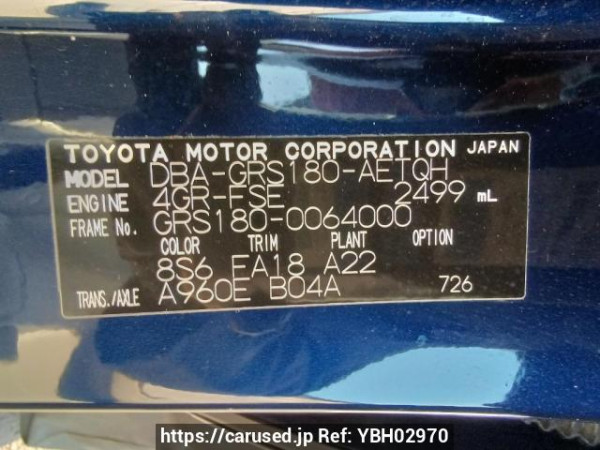 TOYOTA MOTOR CORPORATION JAPAN
MODEL DBA-GRS180-AETQH
ENGINE 4GR-FSE 2499 mL
FRAME No. GRS180-0064000
COLOR TRIM PLANT OPTION
8S6 EA18 A22
TRANS./AXLE A960E B04A 726
https://carused.jp Ref: YBH02970